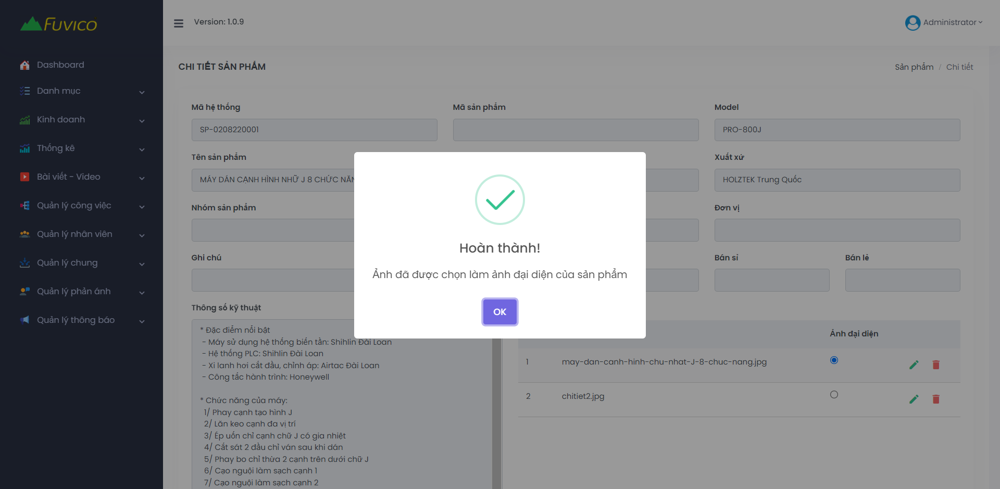 Fuvico
Version: 1.0.9
Administrator
Dashboard
Danh mục
Kinh doanh
Thống kê
Bài viết - Video
Quản lý công việc
Quản lý nhân viên
Quản lý chung
Quản lý phản ánh
Quản lý thông báo
CHI TIẾT SẢN PHẨM
Sản phẩm / Chi tiết
Mã hệ thống
Mã sản phẩm
Model
SP-0208220001
PRO-800J
Tên sản phẩm
Xuất xứ
MÁY DÁN CẠNH HÌNH NHỮ J 8 CHỨC NĂN
HOLZTEK Trung Quốc
Nhóm sản phẩm
Đơn vị
Ghi chú
Bán sỉ
Bán lẻ
Hoàn thành!
Ảnh đã được chọn làm ảnh đại diện của sản phẩm
OK
Thông số kỹ thuật
* Đặc điểm nổi bật
- Máy sử dụng hệ thống biến tần: Shihlin Đài Loan
- Hệ thống PLC: Shihlin Đài Loan
- Xi lanh hơi cắt đầu, chỉnh áp: Airtac Đài Loan
- Công tắc hành trình: Honeywell
* Chức năng của máy:
1/ Phay cạnh tạo hình J
2/ Lăn keo cạnh đa vị trí
3/ Ép uốn chỉ cạnh chữ J có gia nhiệt
4/ Cắt sát 2 đầu chỉ ván sau khi dán
5/ Phay bo chỉ thừa 2 cạnh trên dưới chữ J
6/ Cạo nguội làm sạch cạnh 1
7/ Cạo nguội làm sạch cạnh 2
Ảnh đại diện
1 may-dan-canh-hinh-chu-nhat-J-8-chuc-nang.jpg
2 chitiet2.jpg